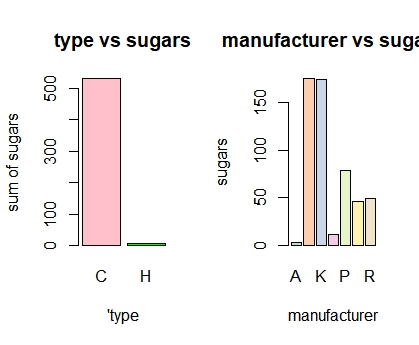 type vs sugars
sum of sugars
500
300
100
0
C H
'type
manufacturer vs suga
sugars
150
100
50
0
A K P R
manufacturer